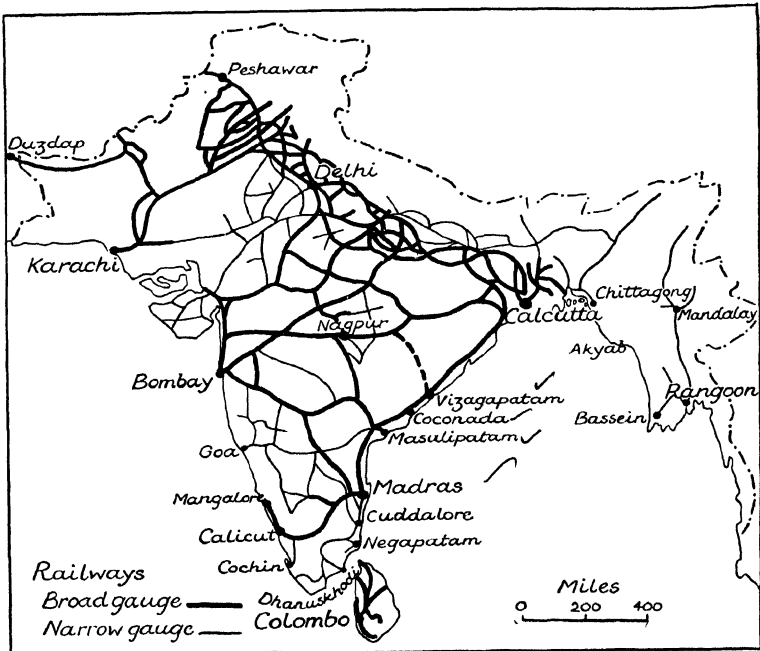 Peshawar
Duzdap
Delhi
Karachi
Chittagong
Calcutta
Mandalay
Nagpur
Akyab
Bombay
Rangoon
Vizagapatam
Bassein
Coconada
Masulipatam
Goa
Madras
Mangalore
Cuddalore
Calicut
Negapatam
Cochin
Railways
Miles
Broad gauge
Dhanuskhodi
0 200 400
Colombo
Narrow gauge